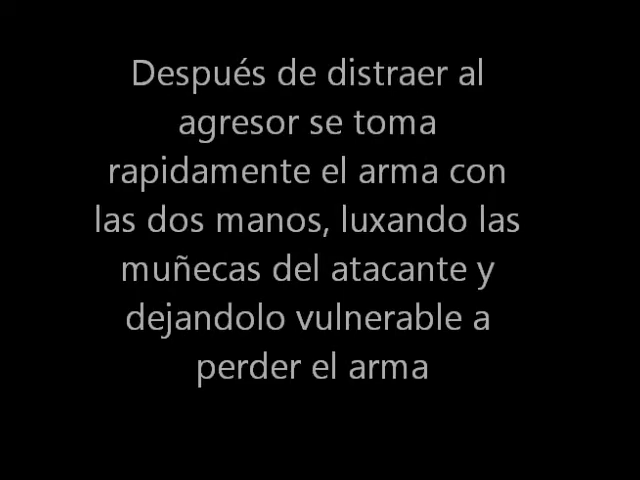 Después de distraer al
agresor se toma
rapidamente el arma con
las dos manos, luxando las
muñecas del atacante y
dejandolo vulnerable a
perder el arma